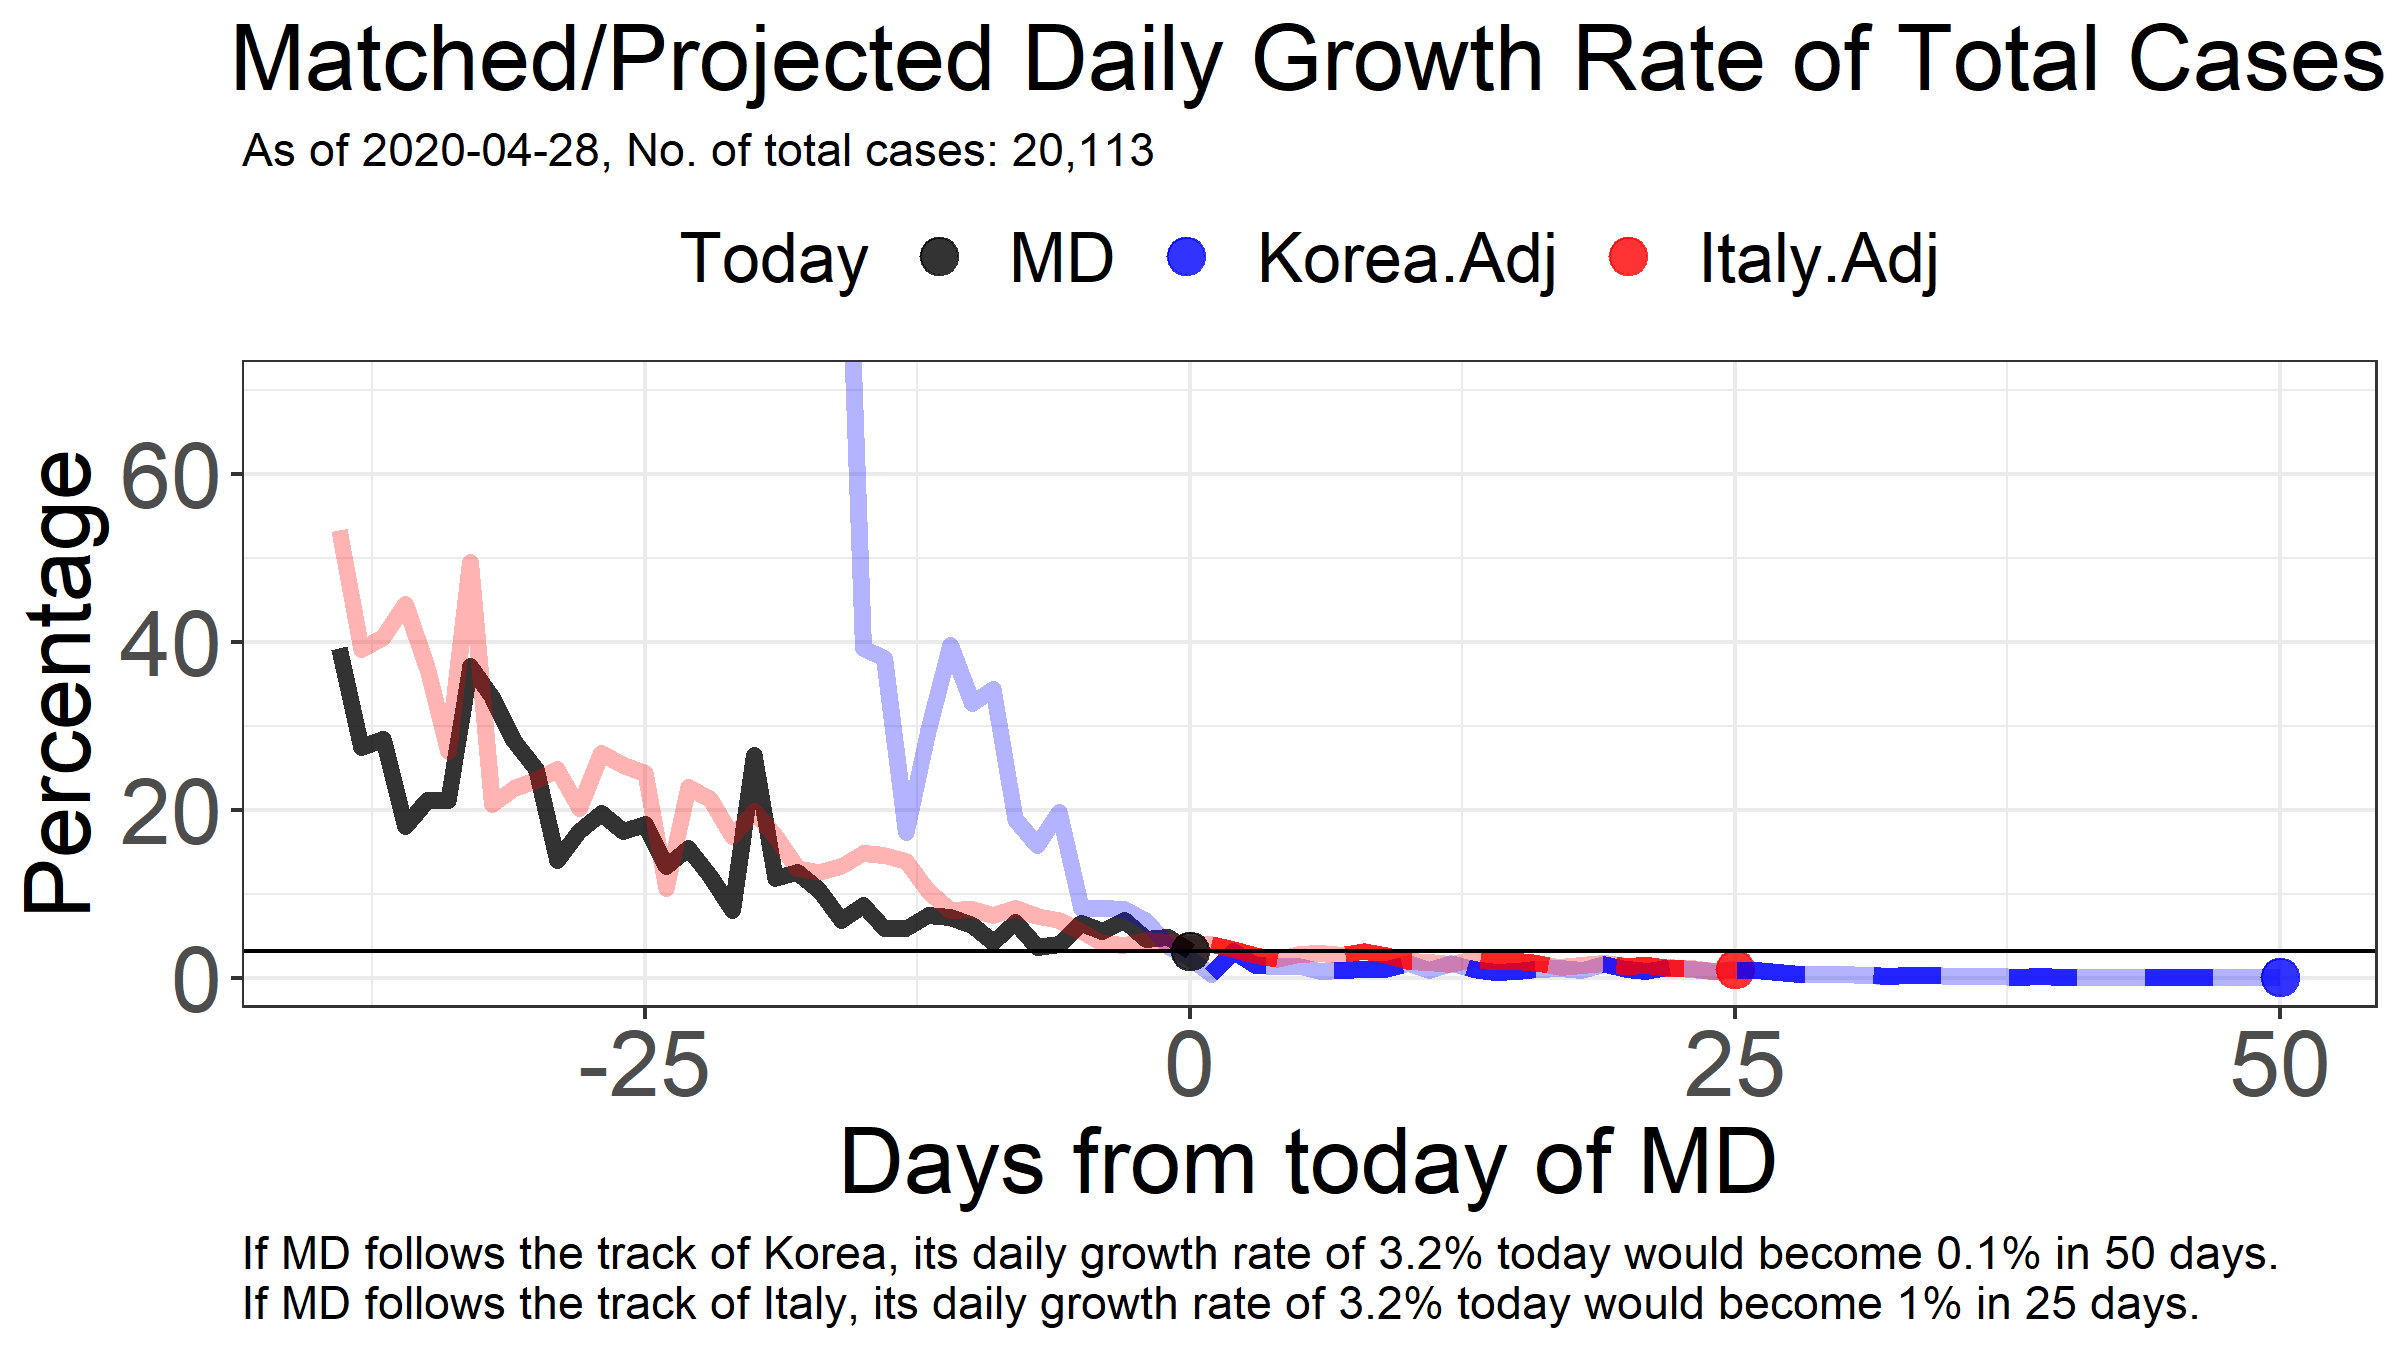 Matched/Projected Daily Growth Rate of Total Cases
As of 2020-04-28, No. of total cases: 20,113
Today MD Korea.Adj Italy.Adj
Percentage
60
40
20
0
-25 0 25 50
Days from today of MD
If MD follows the track of Korea, its daily growth rate of 3.2% today would become 0.1% in 50 days.
If MD follows the track of Italy, its daily growth rate of 3.2% today would become 1% in 25 days.